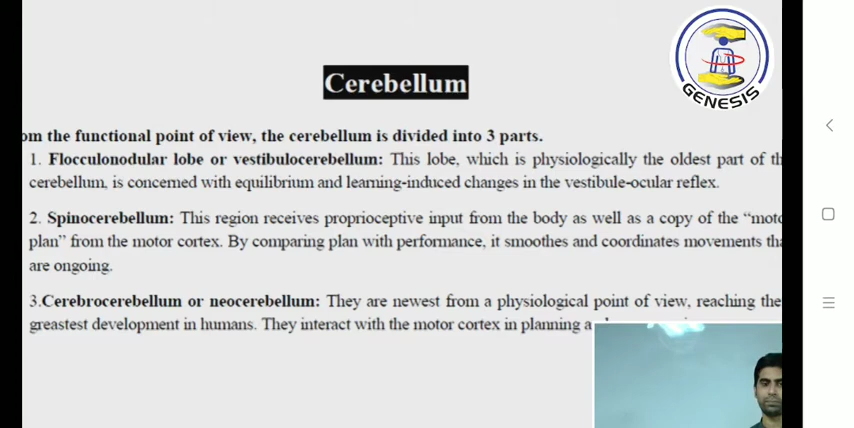 GENESIS
Cerebellum
om the functional point of view, the cerebellum is divided into 3 parts.
1. Flocculonodular lobe or vestibulocerebellum: This lobe, which is physiologically the oldest part of th
cerebellum, is concerned with equilibrium and learning-induced changes in the vestibule-ocular reflex.
2. Spinocerebellum: This region receives proprioceptive input from the body as well as a copy of the “moto
plan” from the motor cortex. By comparing plan with performance, it smoothes and coordinates movements tha
are ongoing.
3.Cerebrocerebellum or neocerebellum: They are newest from a physiological point of view, reaching the
greastest development in humans. They interact with the motor cortex in planning a